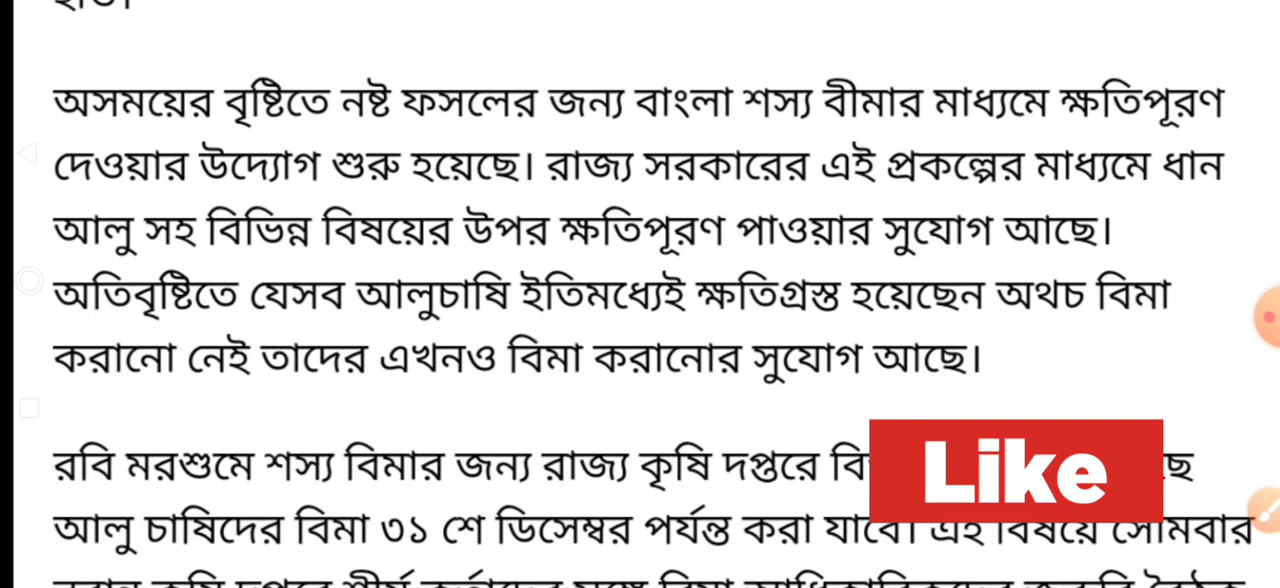 অসময়ের বৃষ্টিতে নষ্ট ফসলের জন্য বাংলা শস্য বীমার মাধ্যমে ক্ষতিপূরণ
দেওয়ার উদ্যোগ শুরু হয়েছে। রাজ্য সরকারের এই প্রকল্পের মাধ্যমে ধান
আলু সহ বিভিন্ন বিষয়ের উপর ক্ষতিপূরণ পাওয়ার সুযোগ আছে।
অতিবৃষ্টিতে যেসব আলুচাষি ইতিমধ্যেই ক্ষতিগ্রস্ত হয়েছেন অথচ বিমা
করানো নেই তাদের এখনও বিমা করানোর সুযোগ আছে।
রবি মরশুমে শস্য বিমার জন্য রাজ্য কৃষি দপ্তরে
Like
আলু চাষিদের বিমা ৩১ শে ডিসেম্বর পর্যন্ত করা যাবে। এই বিষয়ে সোমবার